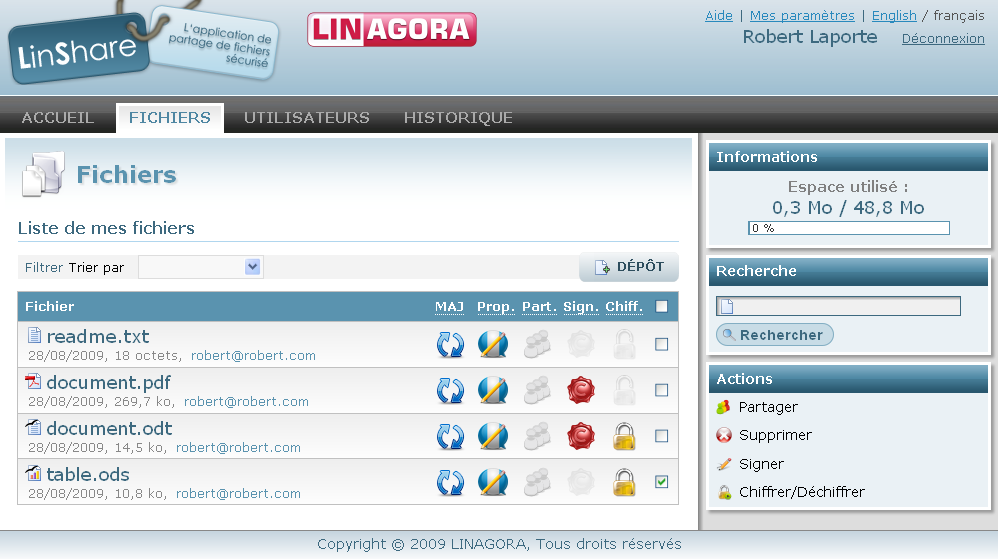 LinShare
L'application de
partage de fichiers
sécurisé
LINAGORA
Aide | Mes paramètres | English / français
Robert Laporte Déconnexion
ACCUEIL FICHIERS UTILISATEURS HISTORIQUE
Fichiers
Liste de mes fichiers
Filtrer Trier par
DÉPÔT
Fichier MAJ Prop. Part. Sign. Chiff.
readme.txt
28/08/2009, 18 octets, robert@robert.com
document.pdf
28/08/2009, 269,7 ko, robert@robert.com
document.odt
28/08/2009, 14,5 ko, robert@robert.com
table.ods
28/08/2009, 10,8 ko, robert@robert.com
Informations
Espace utilisé :
0,3 Mo / 48,8 Mo
0 %
Recherche
Rechercher
Actions
Partager
Supprimer
Signer
Chiffrer/Déchiffrer
Copyright © 2009 LINAGORA, Tous droits réservés